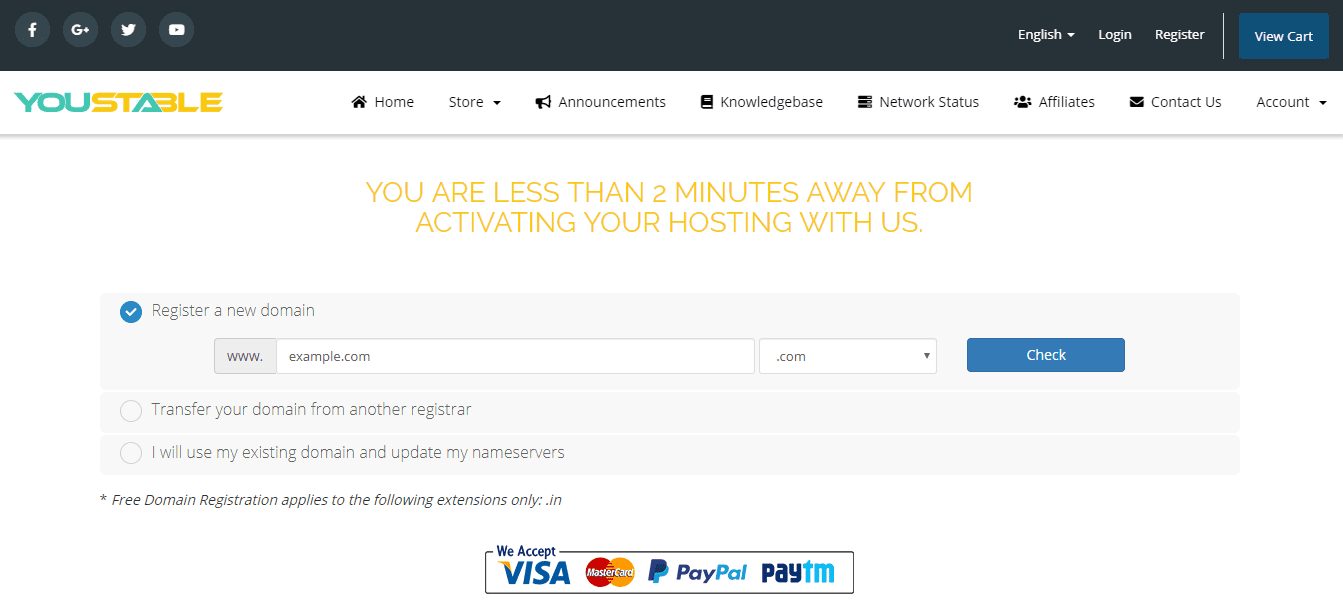 G+
English
Login
Register
View Cart
YOUSTABLE
Home
Store
Announcements
Knowledgebase
Network Status
Affiliates
Contact Us
Account
YOU ARE LESS THAN 2 MINUTES AWAY FROM
ACTIVATING YOUR HOSTING WITH US.
Register a new domain
www.
example.com
.com
Check
Transfer your domain from another registrar
I will use my existing domain and update my nameservers
* Free Domain Registration applies to the following extensions only: .in
We Accept
VISA
MasterCard
PayPal
paytm